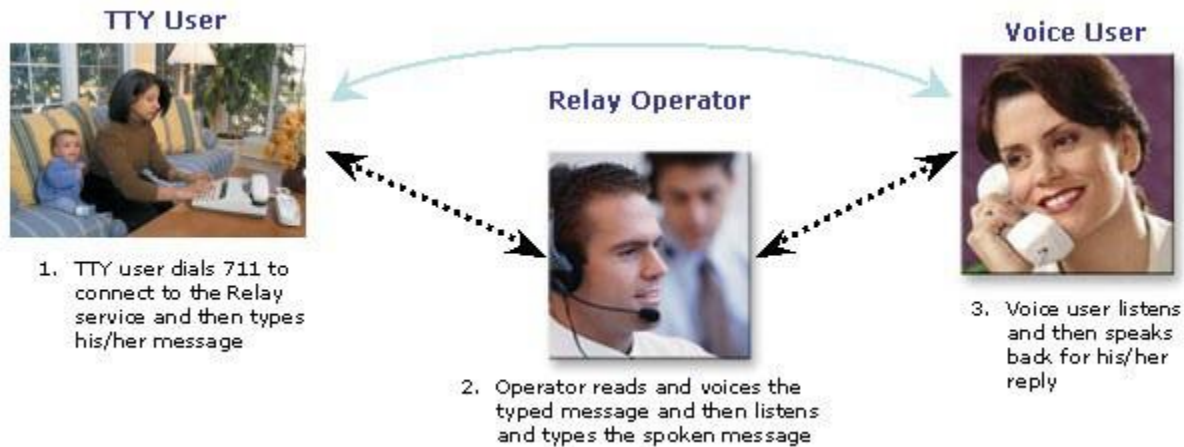 TTY User
1. TTY user dials 711 to
connect to the Relay
service and then types
his/her message
Relay Operator
2. Operator reads and voices the
typed message and then listens
and types the spoken message
Voice User
3. Voice user listens
and then speaks
back for his/her
reply